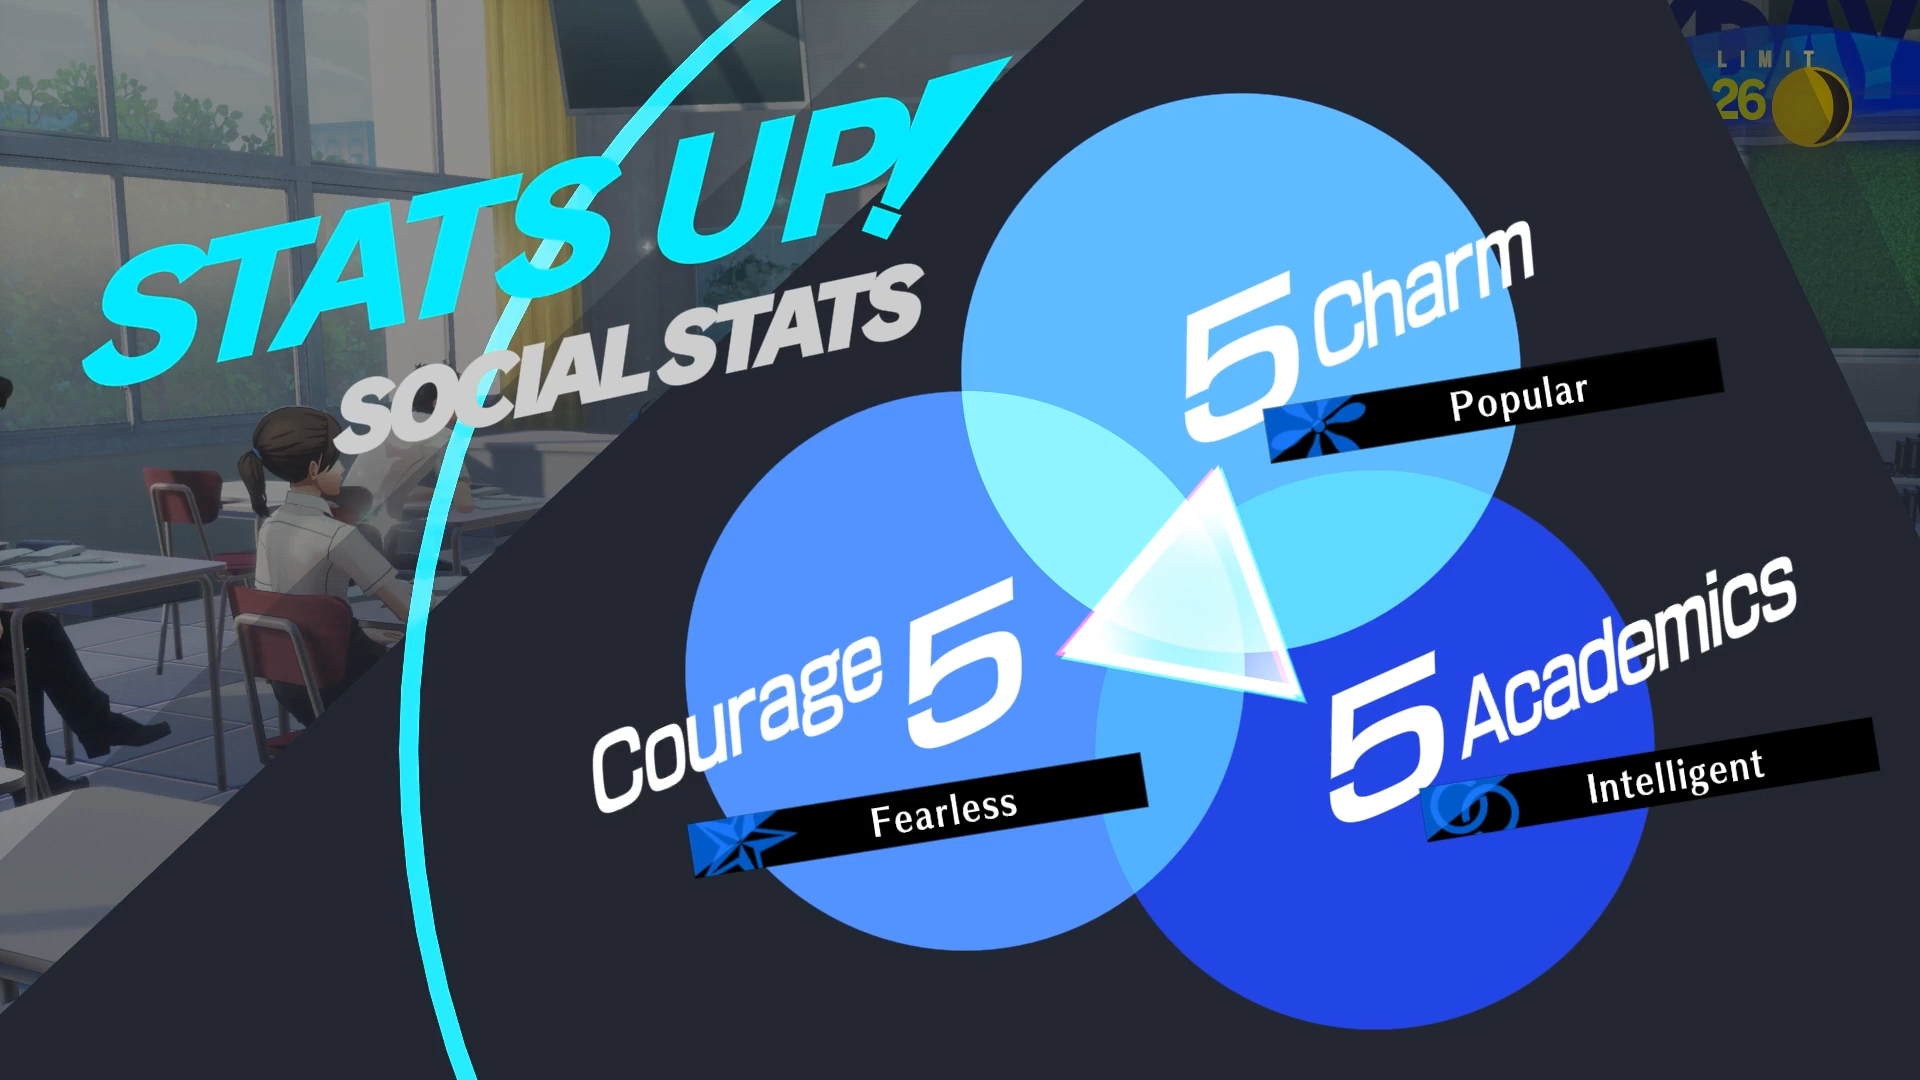 STATS UP!
SOCIAL STATS
LIMIT
26
5 Charm
Popular
Courage 5
Fearless
5 Academics
Intelligent